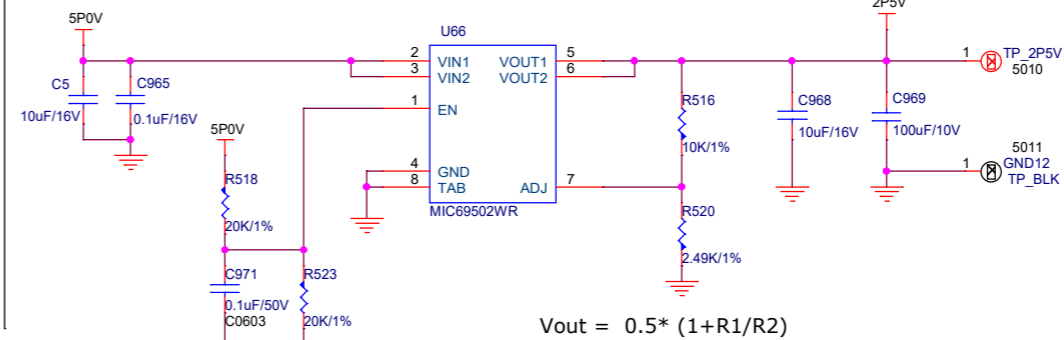 5P0V
C5
10uF/16V
C965
0.1uF/16V
5P0V
R518
20K/1%
C971
0.1uF/50V
C0603
R523
20K/1%
U66
2 VIN1
3 VIN2
1 EN
4 GND
8 TAB
VOUT1 5
VOUT2 6
ADJ 7
MIC69502WR
R516
10K/1%
R520
2.49K/1%
C968
10uF/16V
2P5V
C969
100uF/10V
1 TP_2P5V
5010
5011
1 GND12
TP_BLK
Vout = 0.5* (1+R1/R2)